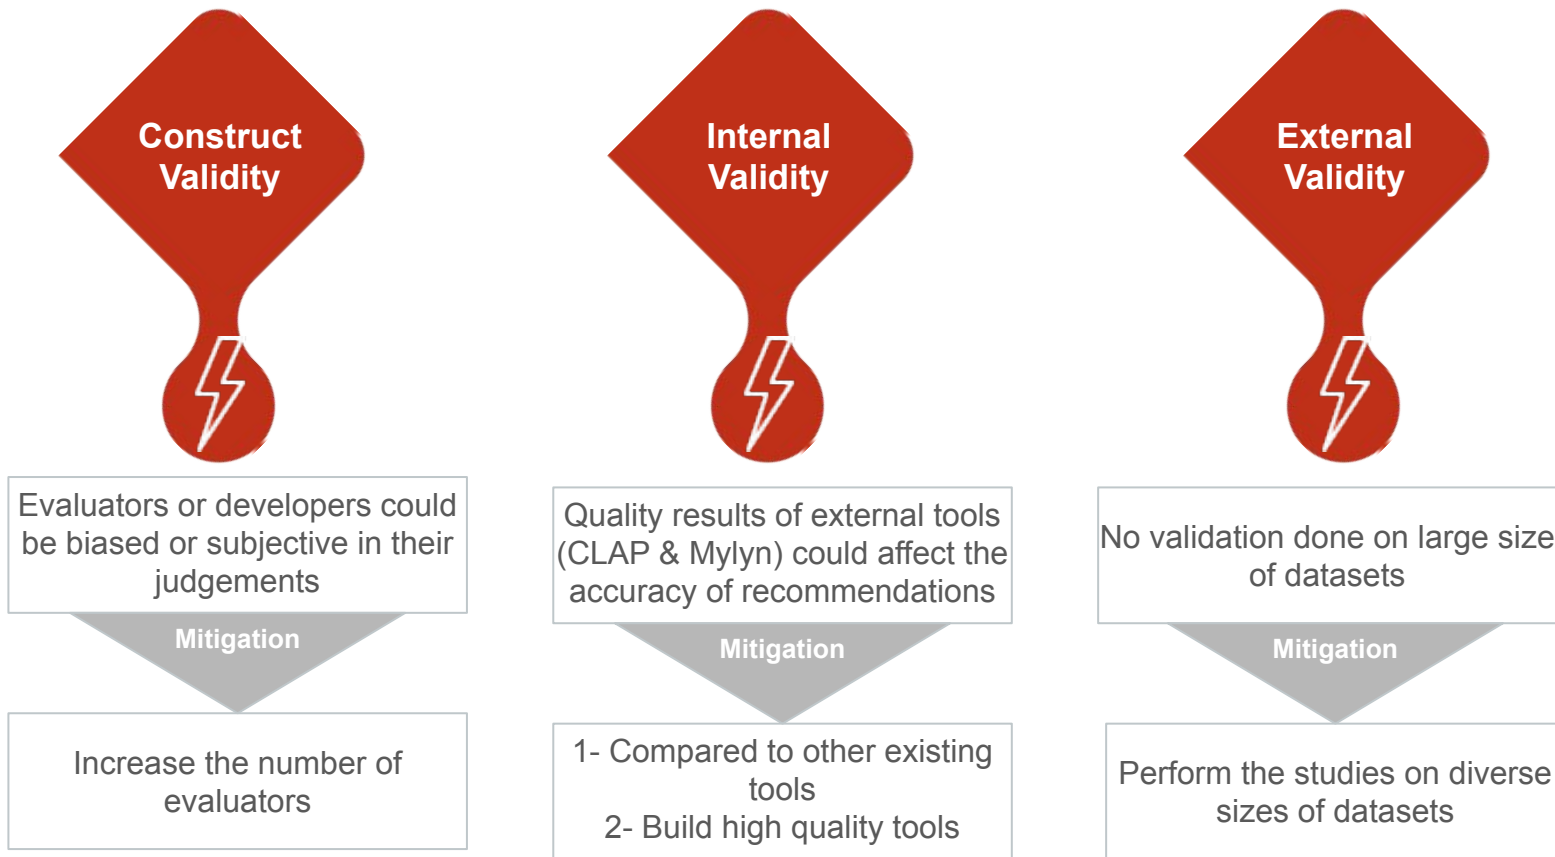 Construct
Validity
Evaluators or developers could
be biased or subjective in their
judgements
Mitigation
Increase the number of
evaluators
Internal
Validity
Quality results of external tools
(CLAP & Mylyn) could affect the
accuracy of recommendations
Mitigation
1- Compared to other existing
tools
2- Build high quality tools
External
Validity
No validation done on large size
of datasets
Mitigation
Perform the studies on diverse
sizes of datasets